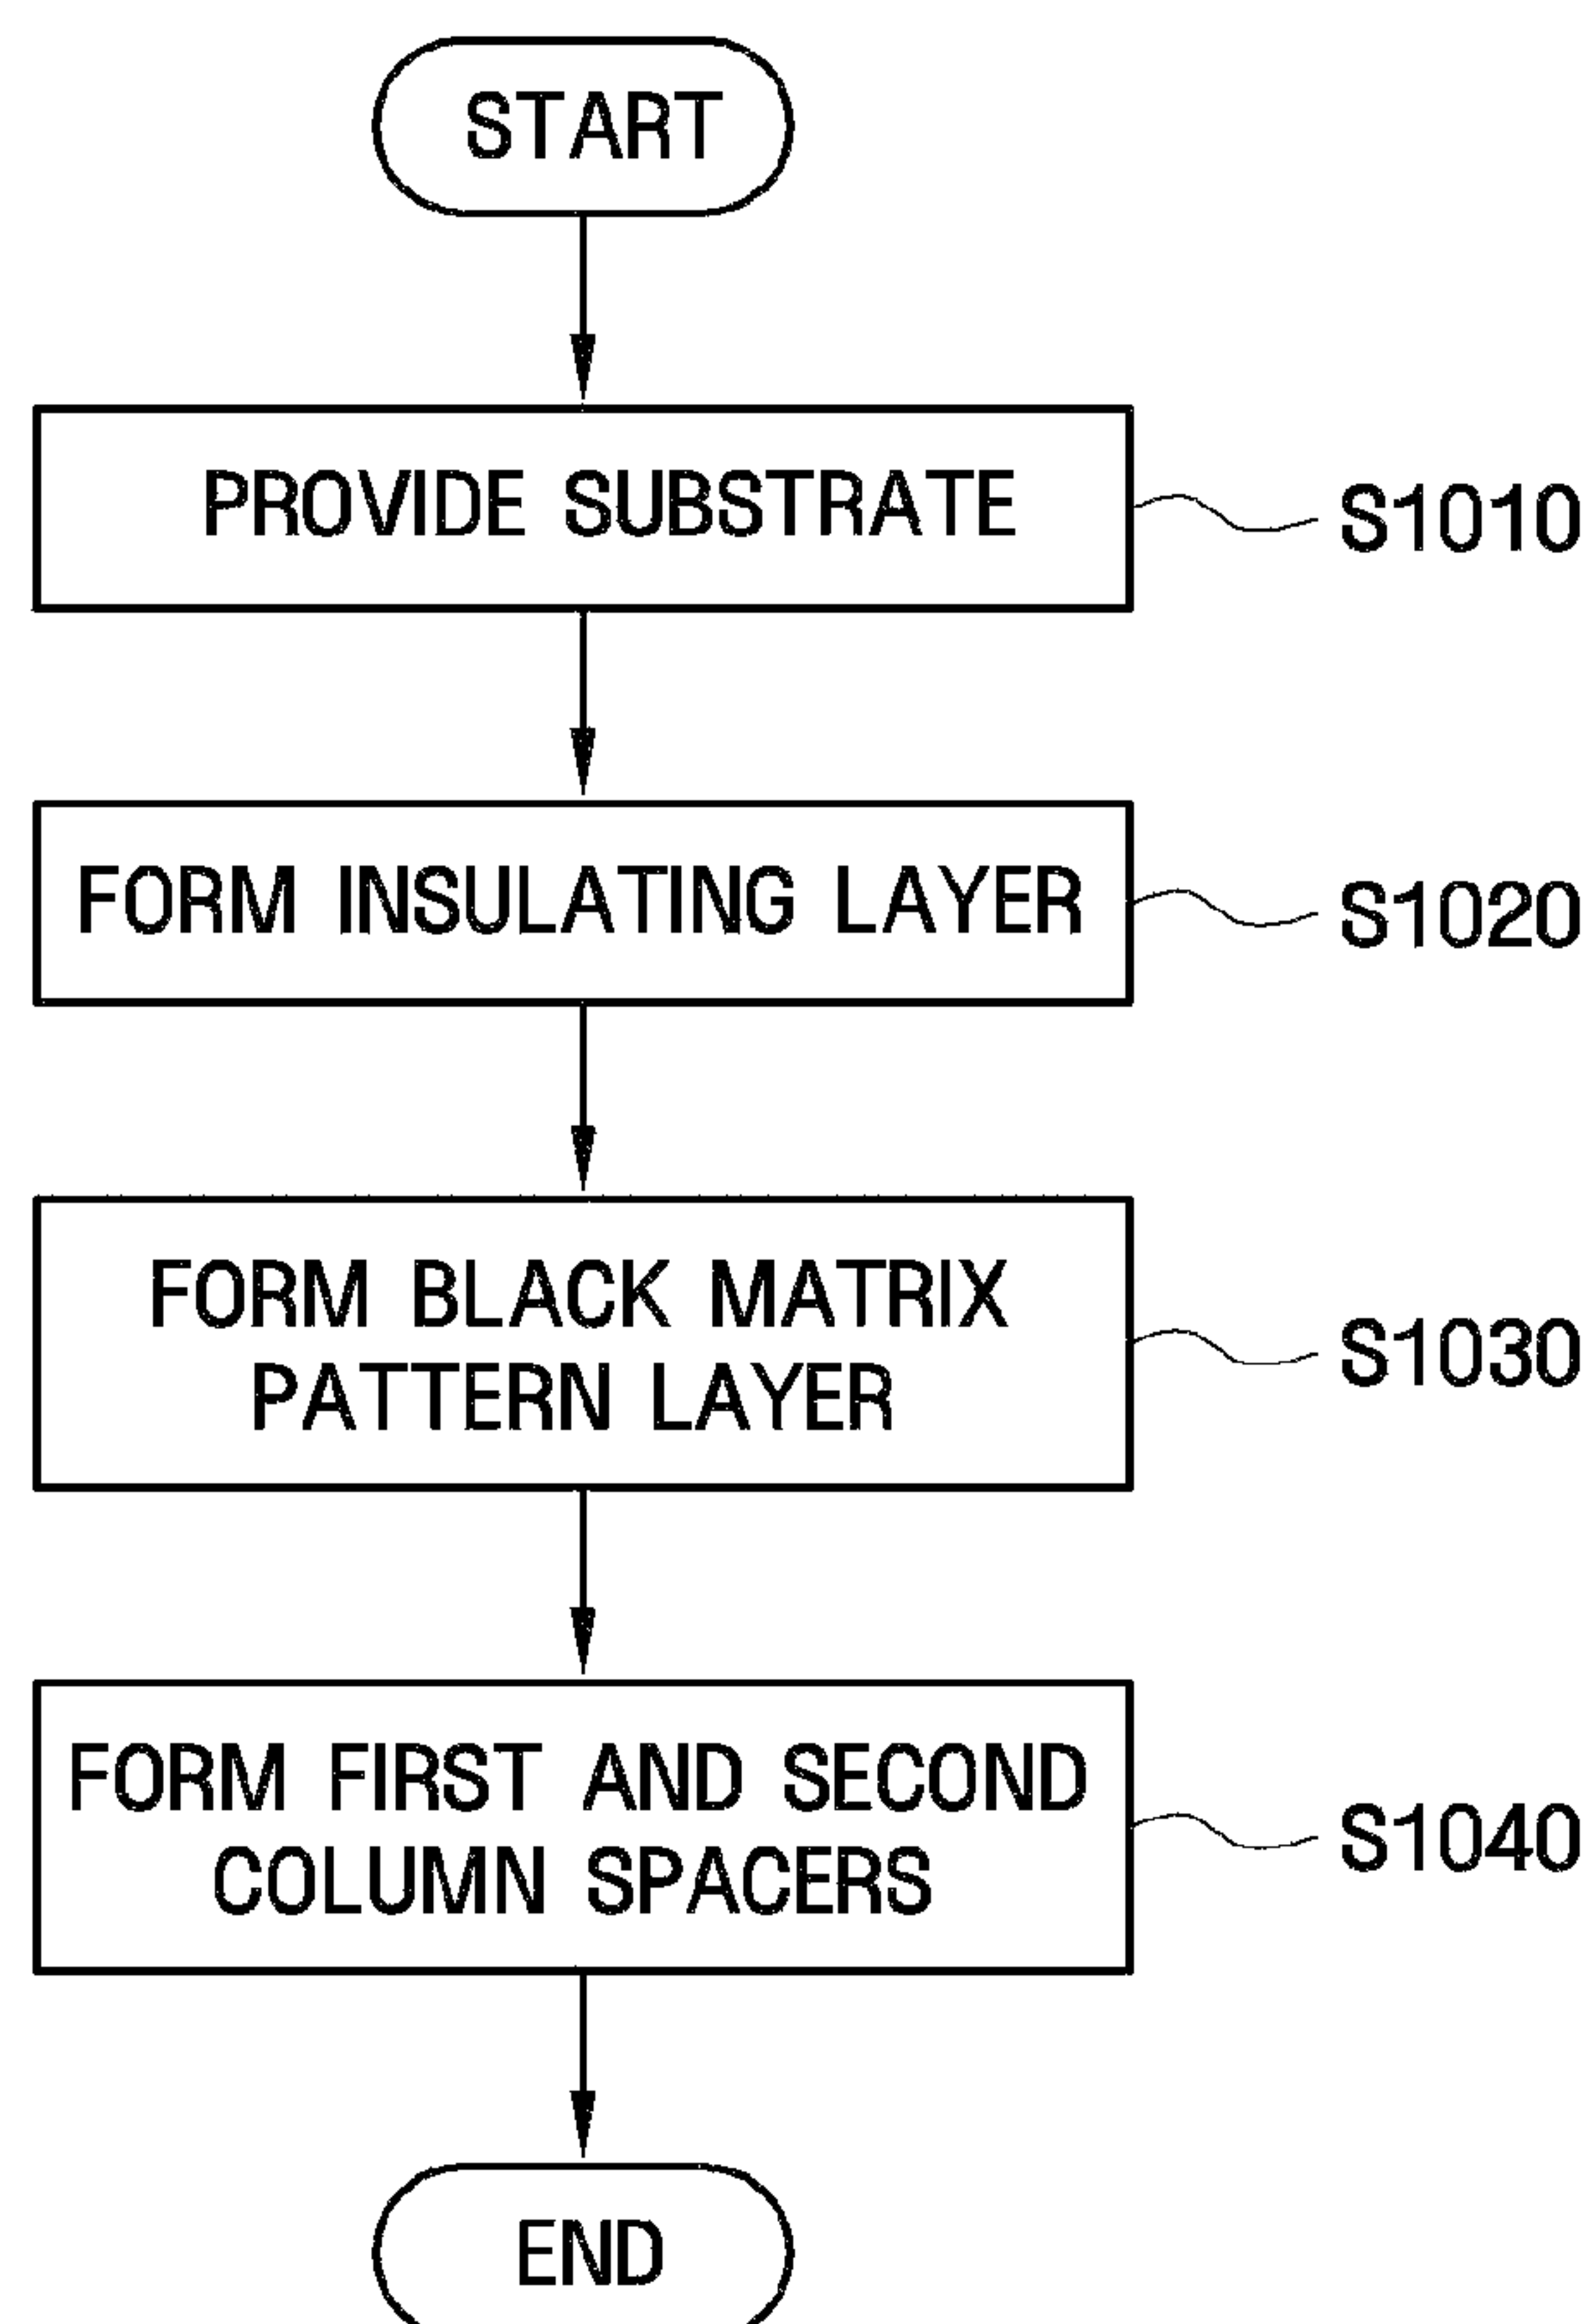 START
PROVIDE SUBSTRATE
S1010
FORM INSULATING LAYER
S1020
FORM BLACK MATRIX
PATTERN LAYER
S1030
FORM FIRST AND SECOND
COLUMN SPACERS
S1040
END